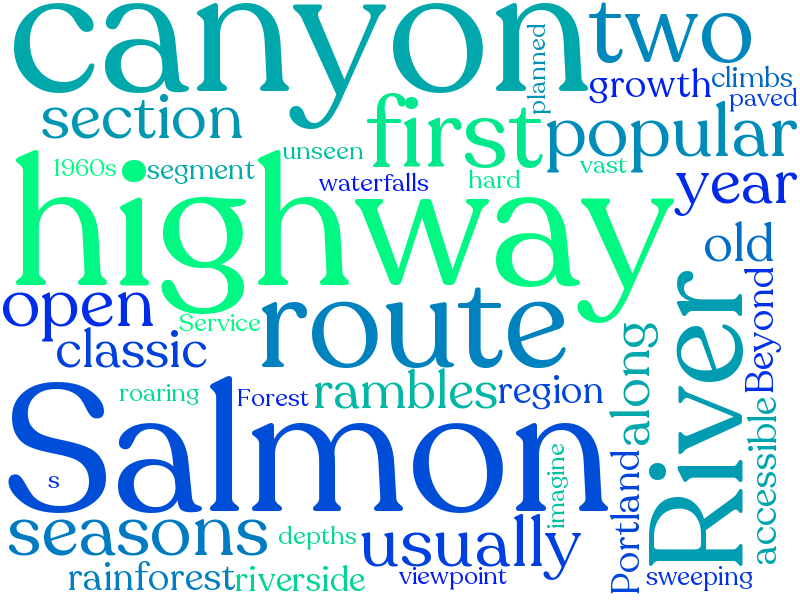 canyon
two
planned
growth
climbs
paved
section
first
popular
1960s
segment
unseen
waterfalls
hard
vast
year
highway
old
open
Service
classic
route
River
Beyond
roaring
Forest
rambles
region
along
accessible
Salmon
s
imagine
Portland
seasons
depths
usually
rainforest
riverside
viewpoint
sweeping